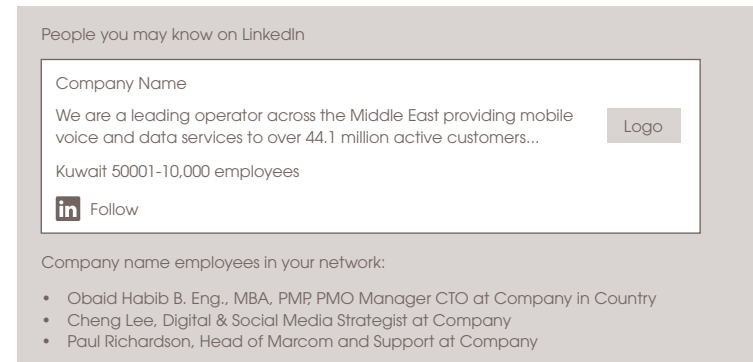 People you may know on LinkedIn
Company Name
We are a leading operator across the Middle East providing mobile
voice and data services to over 44.1 million active customers...
Logo
Kuwait 50001-10,000 employees
in Follow
Company name employees in your network:
• Obaid Habib B. Eng., MBA, PMP, PMO Manager CTO at Company in Country
• Cheng Lee, Digital & Social Media Strategist at Company
• Paul Richardson, Head of Marcom and Support at Company